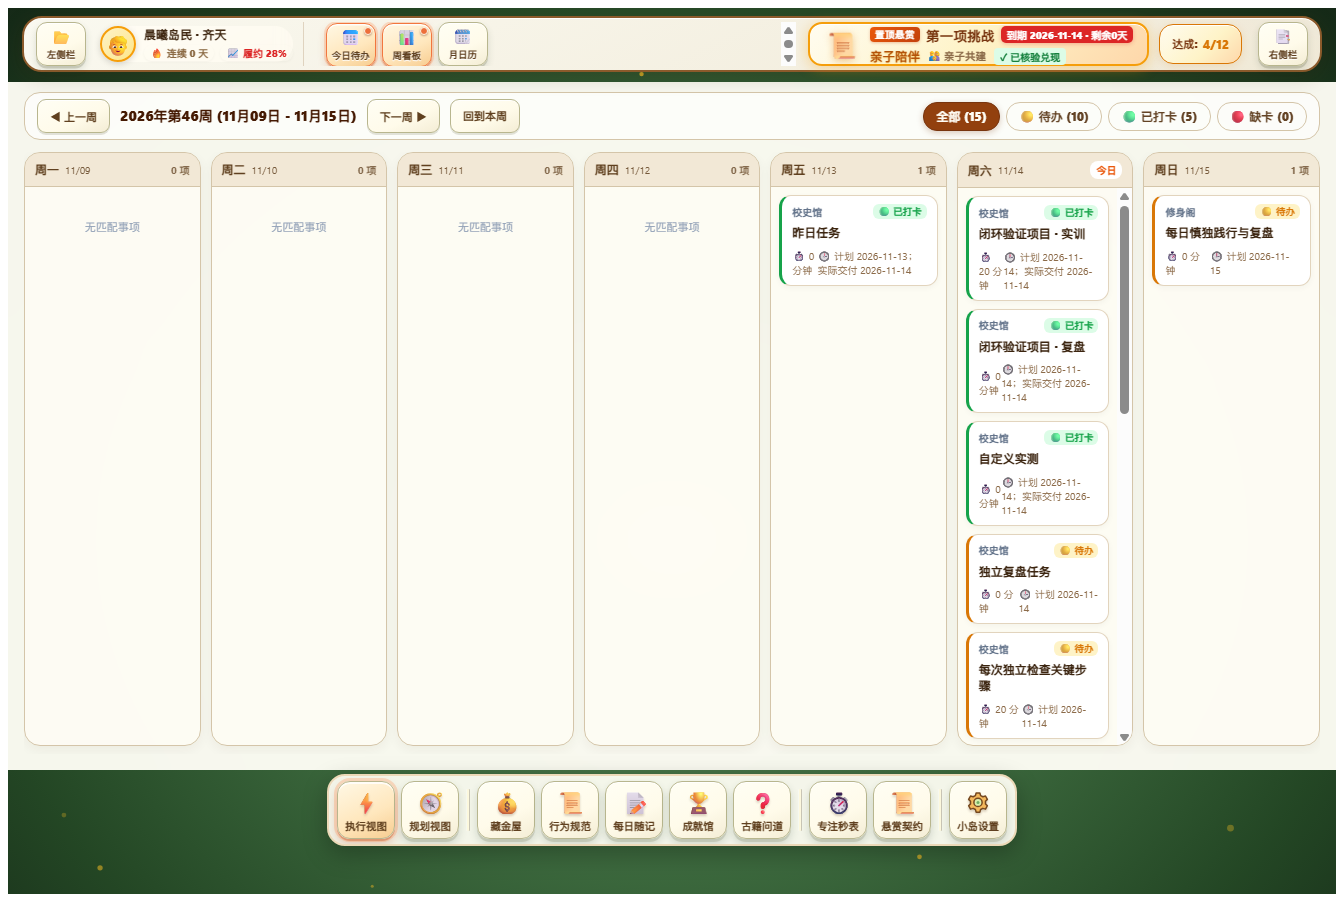 左侧栏
晨曦岛民 · 齐天
连续 0 天
履约 28%
今日待办
周看板
月日历
置顶悬赏 第一项挑战 到期 2026-11-14 · 剩余0天
亲子陪伴 亲子共建 ✓ 已核验兑现
达成: 4/12
右侧栏
◀ 上一周
2026年第46周 (11月09日 - 11月15日)
下一周 ▶
回到本周
全部 (15)
待办 (10)
已打卡 (5)
缺卡 (0)
周一 11/09 0 项
无匹配事项
周二 11/10 0 项
无匹配事项
周三 11/11 0 项
无匹配事项
周四 11/12 0 项
无匹配事项
周五 11/13 1 项
校史馆 已打卡
昨日任务
0 计划 2026-11-13;
分钟 实际交付 2026-11-14
周六 11/14 今日
校史馆 已打卡
闭环验证项目 · 实训
计划 2026-11-
20 分 14; 实际交付 2026-
钟 11-14
校史馆 已打卡
闭环验证项目 · 复盘
0 计划 2026-11-
14; 实际交付 2026-
分钟 11-14
校史馆 已打卡
自定义实测
0 计划 2026-11-
14; 实际交付 2026-
分钟 11-14
校史馆 待办
独立复盘任务
0 分 计划 2026-11-
钟 14
校史馆 待办
每次独立检查关键步
骤
20 分 计划 2026-
钟 11-14
周日 11/15 1 项
修身阁 待办
每日慎独践行与复盘
0 分 计划 2026-11-
钟 15
执行视图
规划视图
藏金屋
行为规范
每日随记
成就馆
古籍问道
专注秒表
悬赏契约
小岛设置